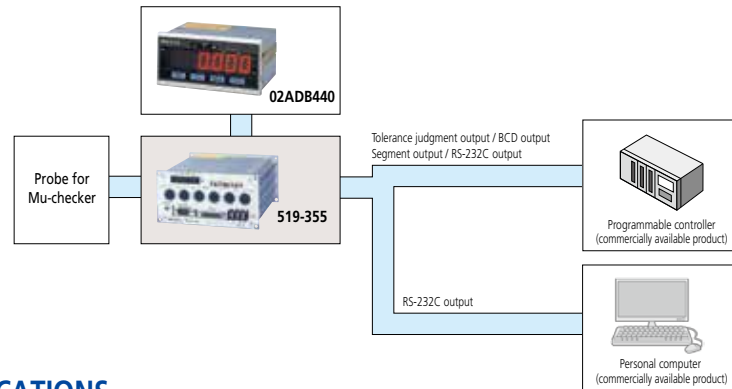 02ADB440
Probe for
Mu-checker
519-355
Tolerance judgment output / BCD output
Segment output / RS-232C output
Programmable controller
(commercially available product)
RS-232C output
Personal computer
(commercially available product)
CATIONS